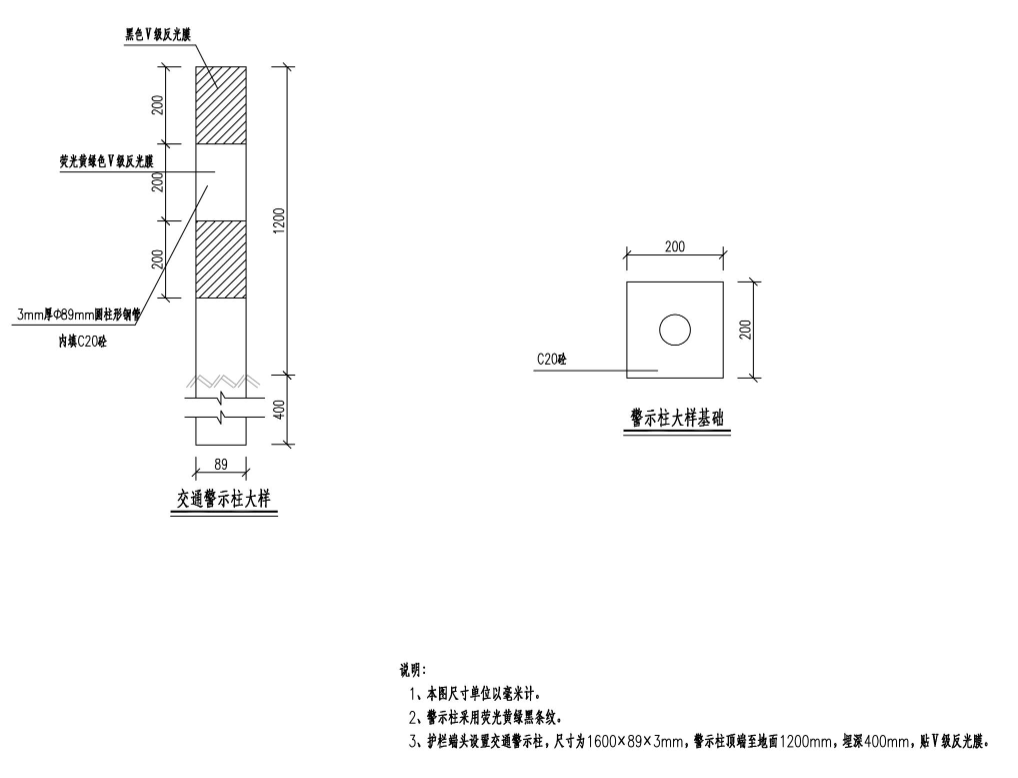 黑色Ⅴ级反光膜
200
荧光黄绿色Ⅴ级反光膜
200
200
1200
3mm厚Φ89mm圆柱形钢管
内填C20砼
400
89
交通警示柱大样
200
200
C20砼
警示柱大样基础
说明:
1、本图尺寸单位以毫米计。
2、警示柱采用荧光黄绿黑条纹。
3、护栏端头设置交通警示柱，尺寸为1600×89×3mm，警示柱顶端至地面1200mm，埋深400mm，贴Ⅴ级反光膜。